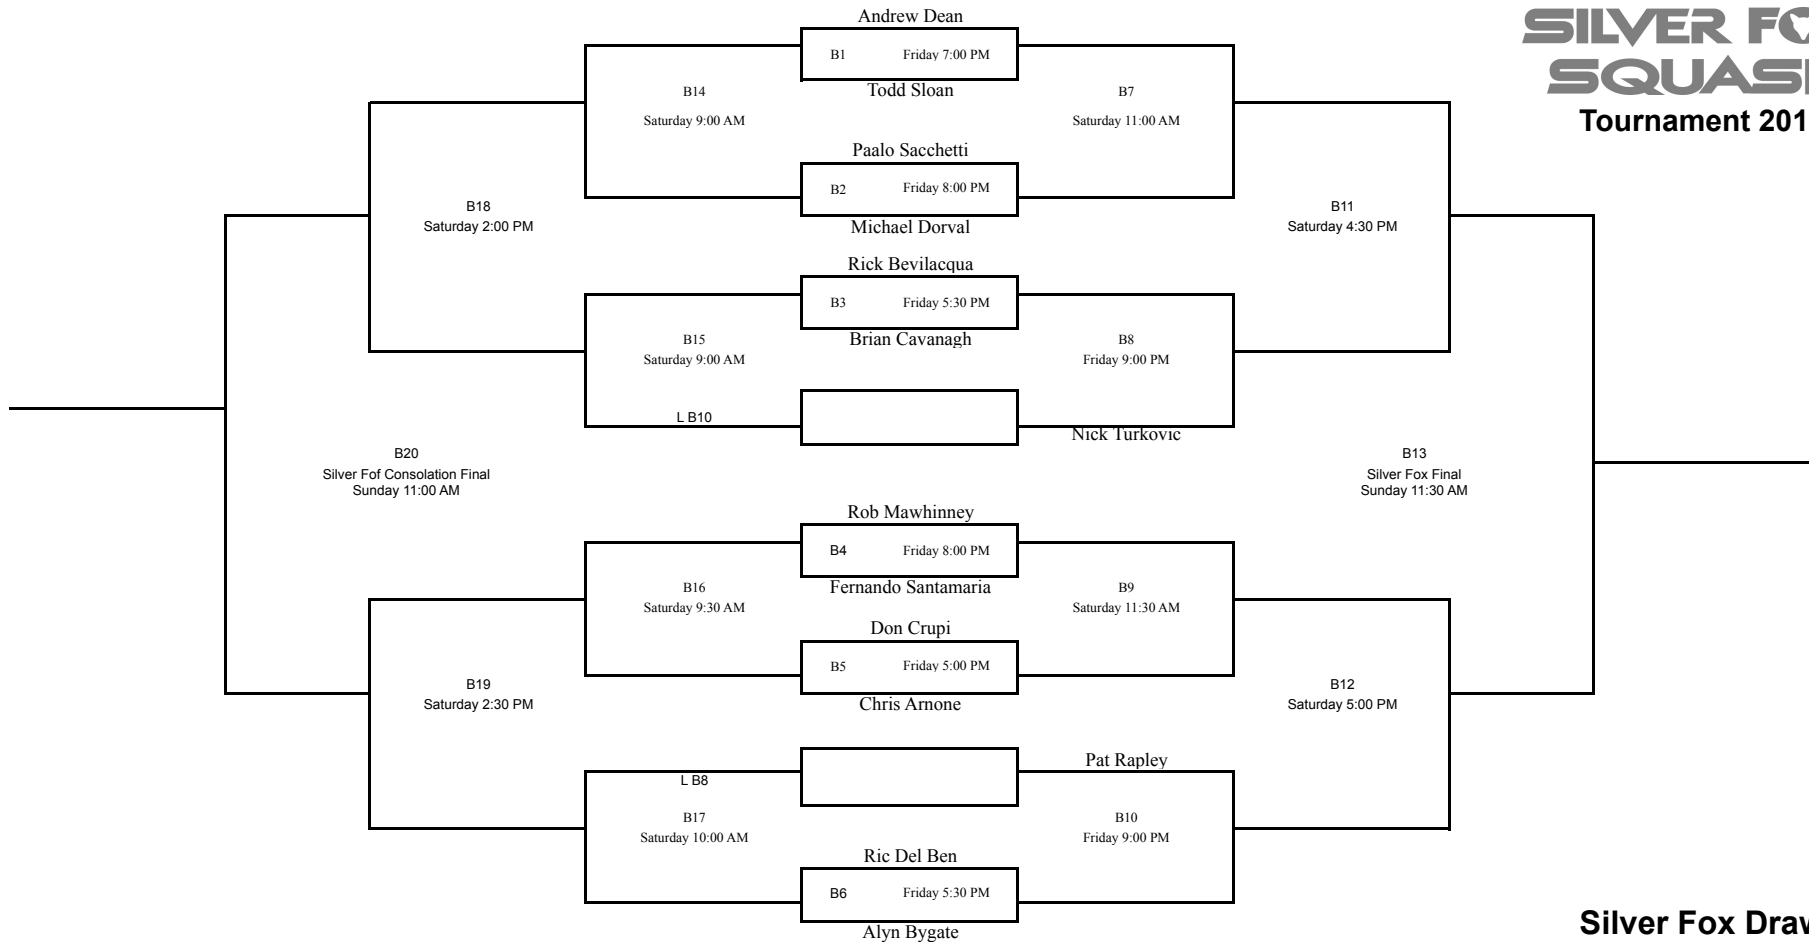 SILVER
SQUAS
Tournament 201
Andrew Dean
B1 Friday 7:00 PM
Todd Sloan
B14
Saturday 9:00 AM
B7
Saturday 11:00 AM
Paalo Sacchetti
B2 Friday 8:00 PM
Michael Dorval
B18
Saturday 2:00 PM
B11
Saturday 4:30 PM
Rick Bevilacqua
B3 Friday 5:30 PM
Brian Cavanagh
B15
Saturday 9:00 AM
B8
Friday 9:00 PM
L B10
Nick Turkovic
B20
Silver Fof Consolation Final
Sunday 11:00 AM
B13
Silver Fox Final
Sunday 11:30 AM
Rob Mawhinney
B4 Friday 8:00 PM
Fernando Santamaria
B16
Saturday 9:30 AM
B9
Saturday 11:30 AM
Don Crupi
B5 Friday 5:00 PM
Chris Arnone
B19
Saturday 2:30 PM
B12
Saturday 5:00 PM
Pat Rapley
L B8
B17
Saturday 10:00 AM
B10
Friday 9:00 PM
Ric Del Ben
B6 Friday 5:30 PM
Alyn Bygate
Silver Fox Draw